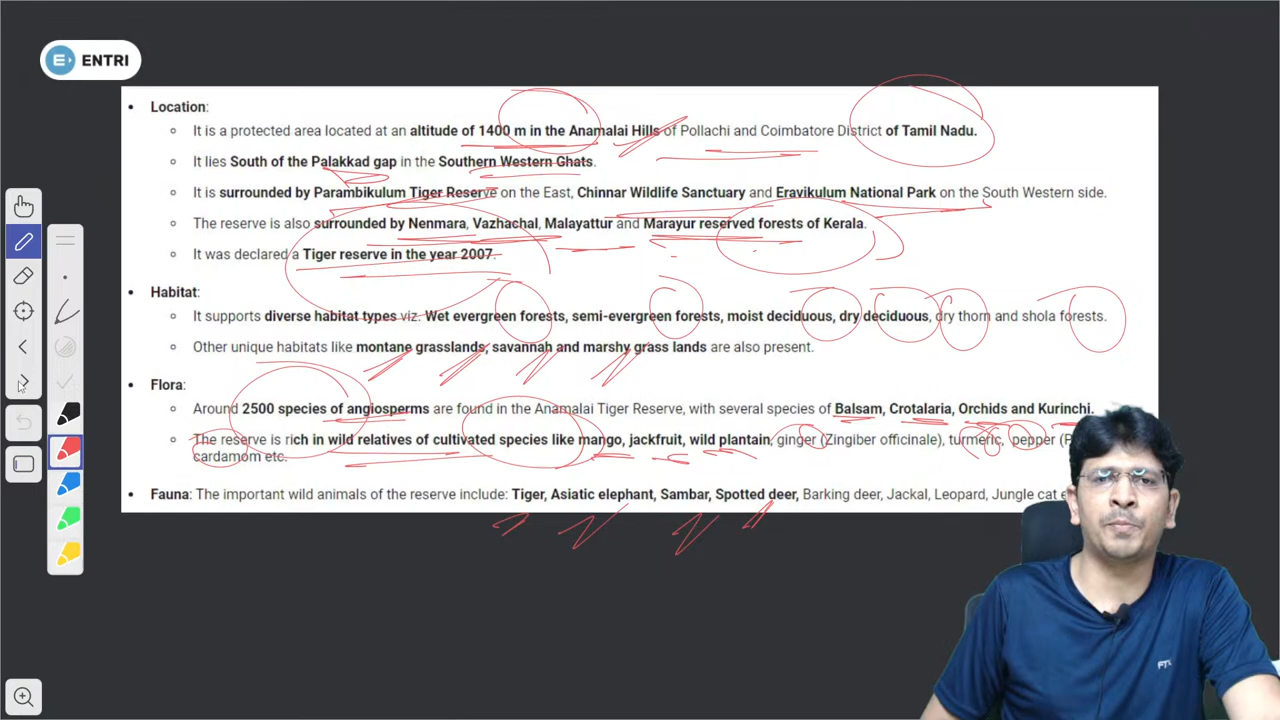 ENTRI
• Location:
○ It is a protected area located at an altitude of 1400 m in the Anamalai Hills of Pollachi and Coimbatore District of Tamil Nadu.
○ It lies South of the Palakkad gap in the Southern Western Ghats.
○ It is surrounded by Parambikulum Tiger Reserve on the East, Chinnar Wildlife Sanctuary and Eravikulum National Park on the South Western side.
○ The reserve is also surrounded by Nenmara, Vazhachal, Malayattur and Marayur reserved forests of Kerala.
○ It was declared a Tiger reserve in the year 2007.
• Habitat:
○ It supports diverse habitat types viz. Wet evergreen forests, semi-evergreen forests, moist deciduous, dry deciduous, dry thorn and shola forests.
○ Other unique habitats like montane grasslands, savannah and marshy grass lands are also present.
• Flora:
○ Around 2500 species of angiosperms are found in the Anamalai Tiger Reserve, with several species of Balsam, Crotalaria, Orchids and Kurinchi.
○ The reserve is rich in wild relatives of cultivated species like mango, jackfruit, wild plantain, ginger (Zingiber officinale), turmeric, pepper (
cardamom etc.
• Fauna: The important wild animals of the reserve include: Tiger, Asiatic elephant, Sambar, Spotted deer, Barking deer, Jackal, Leopard, Jungle cat